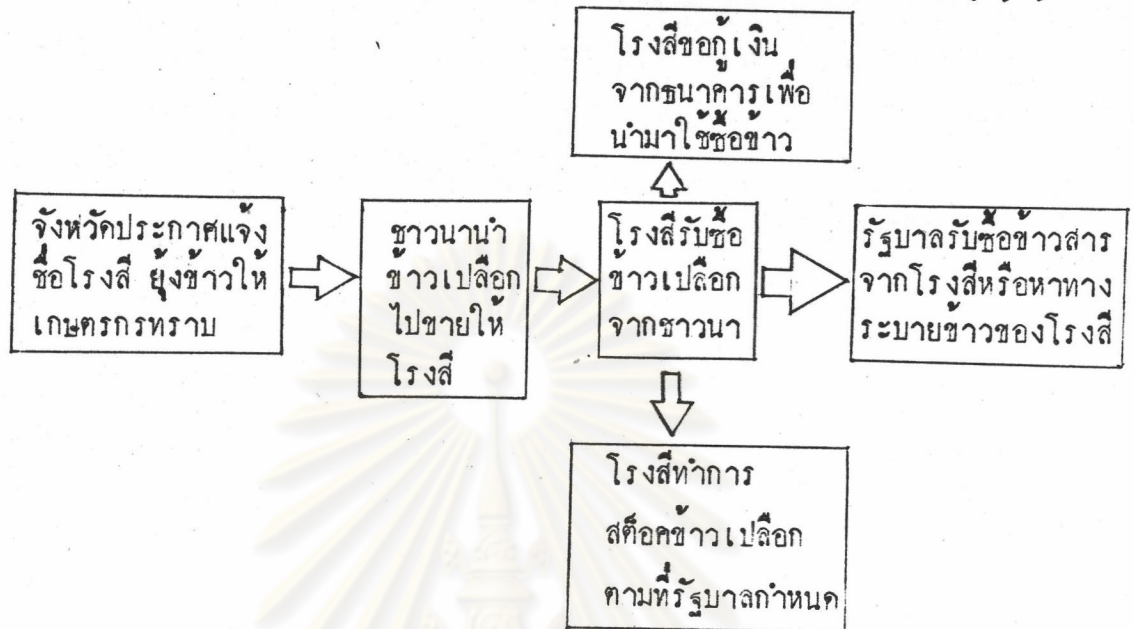 โรงสีขอกู้เงิน
จากธนาคารเพื่อ
นำมาใช้ซื้อข้าว
จังหวัดประกาศแจ้ง
ชื่อโรงสี ยุ้งข้าวให้
เกษตรกรทราบ
ชาวนานำ
ข้าวเปลือก
ไปขายให้
โรงสี
โรงสีรับซื้อ
ข้าวเปลือก
จากชาวนา
รัฐบาลรับซื้อข้าวสาร
จากโรงสีหรือหาทาง
ระบายข้าวของโรงสี
โรงสีทำการ
สต็อคข้าวเปลือก
ตามที่รัฐบาลกำหนด